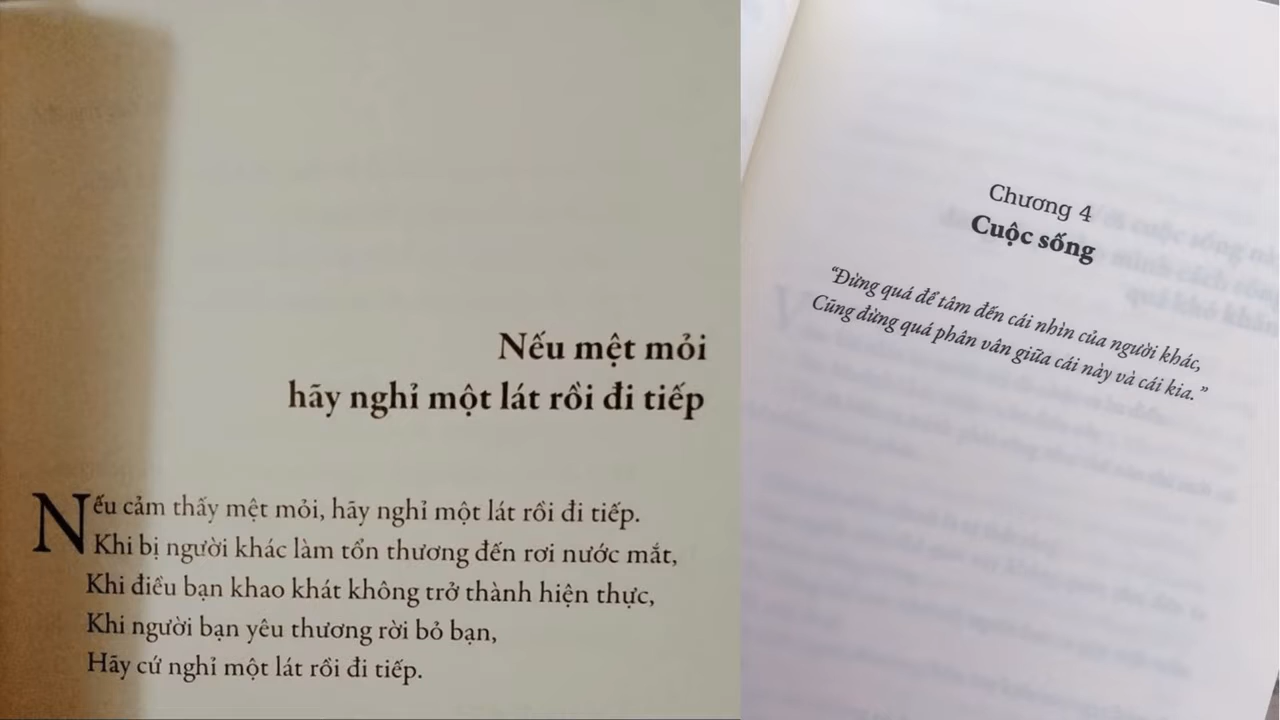 Nếu mệt mỏi
hãy nghỉ một lát rồi đi tiếp
Nếu cảm thấy mệt mỏi, hãy nghỉ một lát rồi đi tiếp.
Khi bị người khác làm tổn thương đến rơi nước mắt,
Khi điều bạn khao khát không trở thành hiện thực,
Khi người bạn yêu thương rời bỏ bạn,
Hãy cứ nghỉ một lát rồi đi tiếp.
Chương 4
Cuộc sống
“Đừng quá để tâm đến cái nhìn của người khác,
Cũng đừng quá phân vân giữa cái này và cái kia.”